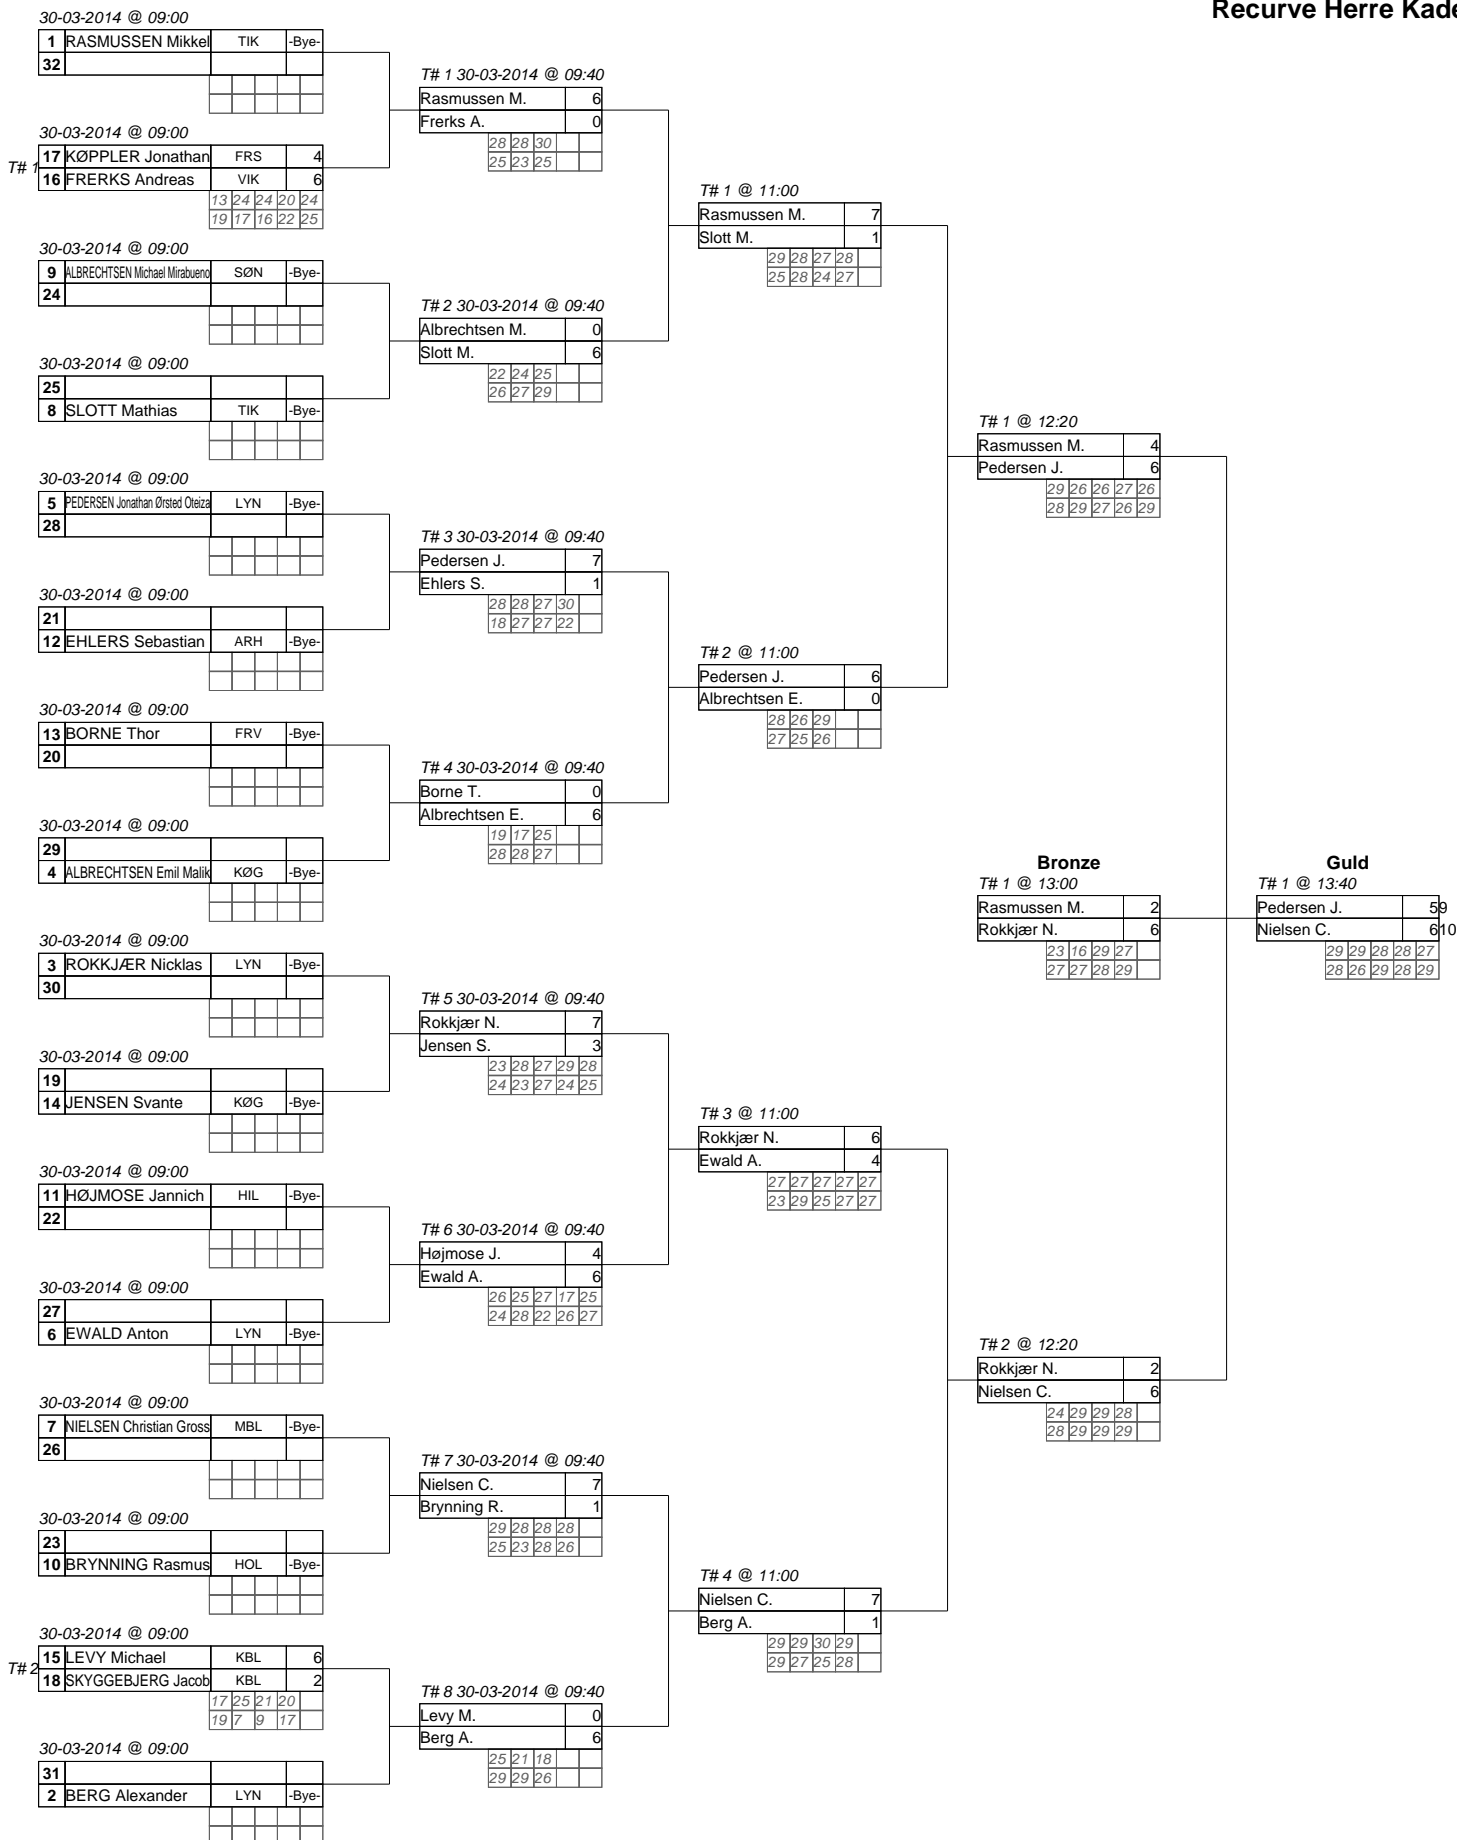 Recurve Herre Kade
30-03-2014 @ 09:00
1 RASMUSSEN Mikkel TIK -Bye-
32
30-03-2014 @ 09:00
T# 1
17 KØPPLER Jonathan FRS 4
16 FRERKS Andreas VIK 6
13 24 24 20 24
19 17 16 22 25
30-03-2014 @ 09:00
9 ALBRECHTSEN Michael Mirabueno SØN -Bye-
24
30-03-2014 @ 09:00
25
8 SLOTT Mathias TIK -Bye-
30-03-2014 @ 09:00
5 PEDERSEN Jonathan Ørsted Oteiza LYN -Bye-
28
30-03-2014 @ 09:00
21
12 EHLERS Sebastian ARH -Bye-
30-03-2014 @ 09:00
13 BORNE Thor FRV -Bye-
20
30-03-2014 @ 09:00
29
4 ALBRECHTSEN Emil Malik KØG -Bye-
30-03-2014 @ 09:00
3 ROKKJÆR Nicklas LYN -Bye-
30
30-03-2014 @ 09:00
19
14 JENSEN Svante KØG -Bye-
30-03-2014 @ 09:00
11 HØJMOSE Jannich HIL -Bye-
22
30-03-2014 @ 09:00
27
6 EWALD Anton LYN -Bye-
30-03-2014 @ 09:00
7 NIELSEN Christian Gross MBL -Bye-
26
30-03-2014 @ 09:00
23
10 BRYNNING Rasmus HOL -Bye-
30-03-2014 @ 09:00
T# 2
15 LEVY Michael KBL 6
18 SKYGGEBJERG Jacob KBL 2
17 25 21 20
19 7 9 17
30-03-2014 @ 09:00
31
2 BERG Alexander LYN -Bye-
T# 1 30-03-2014 @ 09:40
Rasmussen M. 6
Frerks A. 0
28 28 30
25 23 25
T# 2 30-03-2014 @ 09:40
Albrechtsen M. 0
Slott M. 6
22 24 25
26 27 29
T# 3 30-03-2014 @ 09:40
Pedersen J. 7
Ehlers S. 1
28 28 27 30
18 27 27 22
T# 4 30-03-2014 @ 09:40
Borne T. 0
Albrechtsen E. 6
19 17 25
28 28 27
T# 5 30-03-2014 @ 09:40
Rokkjær N. 7
Jensen S. 3
23 28 27 29 28
24 23 27 24 25
T# 6 30-03-2014 @ 09:40
Højmose J. 4
Ewald A. 6
26 25 27 17 25
24 28 22 26 27
T# 7 30-03-2014 @ 09:40
Nielsen C. 7
Brynning R. 1
29 28 28 28
25 23 28 26
T# 8 30-03-2014 @ 09:40
Levy M. 0
Berg A. 6
25 21 18
29 29 26
T# 1 @ 11:00
Rasmussen M. 7
Slott M. 1
29 28 27 28
25 28 24 27
T# 2 @ 11:00
Pedersen J. 6
Albrechtsen E. 0
28 26 29
27 25 26
T# 3 @ 11:00
Rokkjær N. 6
Ewald A. 4
27 27 27 27 27
23 29 25 27 27
T# 4 @ 11:00
Nielsen C. 7
Berg A. 1
29 29 30 29
29 27 25 28
T# 1 @ 12:20
Rasmussen M. 4
Pedersen J. 6
29 26 26 27 26
28 29 27 26 29
T# 2 @ 12:20
Rokkjær N. 2
Nielsen C. 6
24 29 29 28
28 29 29 29
Bronze
T# 1 @ 13:00
Rasmussen M. 2
Rokkjær N. 6
23 16 29 27
27 27 28 29
Guld
T# 1 @ 13:40
Pedersen J. 5 9
Nielsen C. 6 10
29 29 28 28 27
28 26 29 28 29